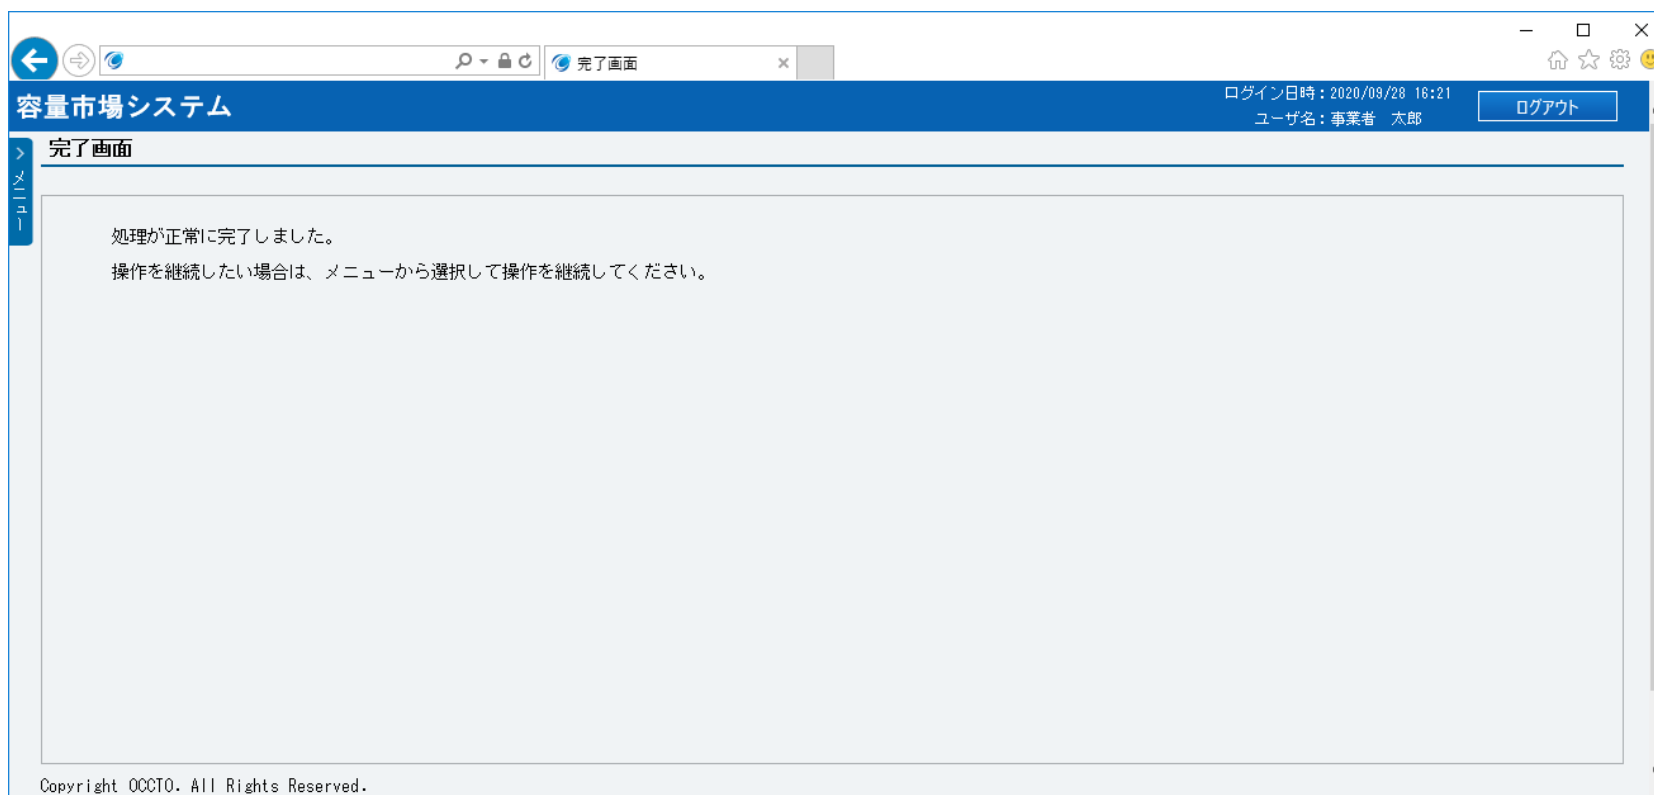 完了画面
容量市場システム
ログイン日時：2020/09/28 16:21
ユーザ名：事業者　太郎
ログアウト
> メニュー
完了画面
処理が正常に完了しました。
操作を継続したい場合は、メニューから選択して操作を継続してください。
Copyright OCCTO. All Rights Reserved.